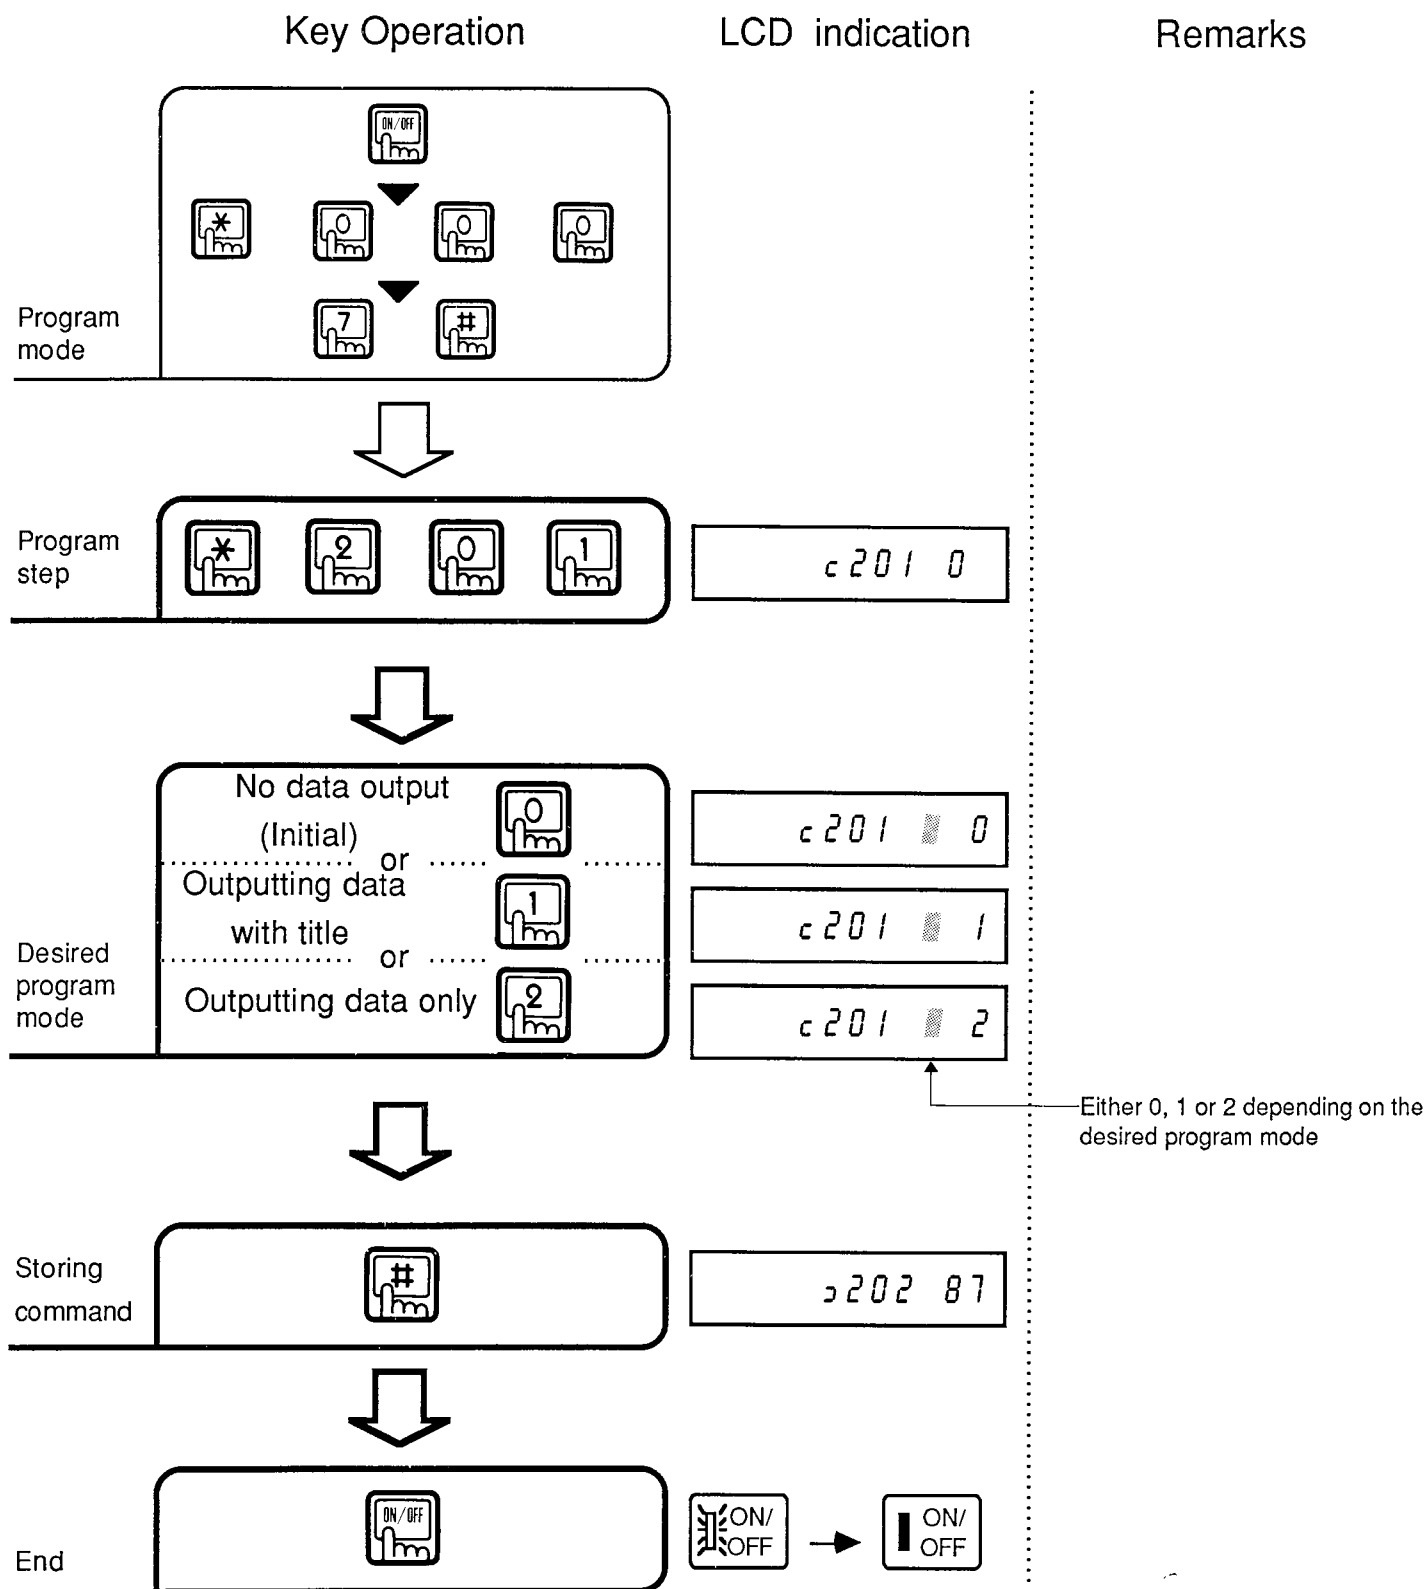 Key Operation LCD indication Remarks
ON/OFF
* 0 0 0
7 #
Program
mode
* 2 0 1
Program
step
c201 0
No data output
(Initial)
0
c201 0
or
Outputting data
with title
1
c201 1
or
Outputting data only
2
c201 2
Desired
program
mode
Either 0, 1 or 2 depending on the
desired program mode
Storing
command
#
ɔ202 87
End
ON/OFF
ON/
OFF
ON/
OFF